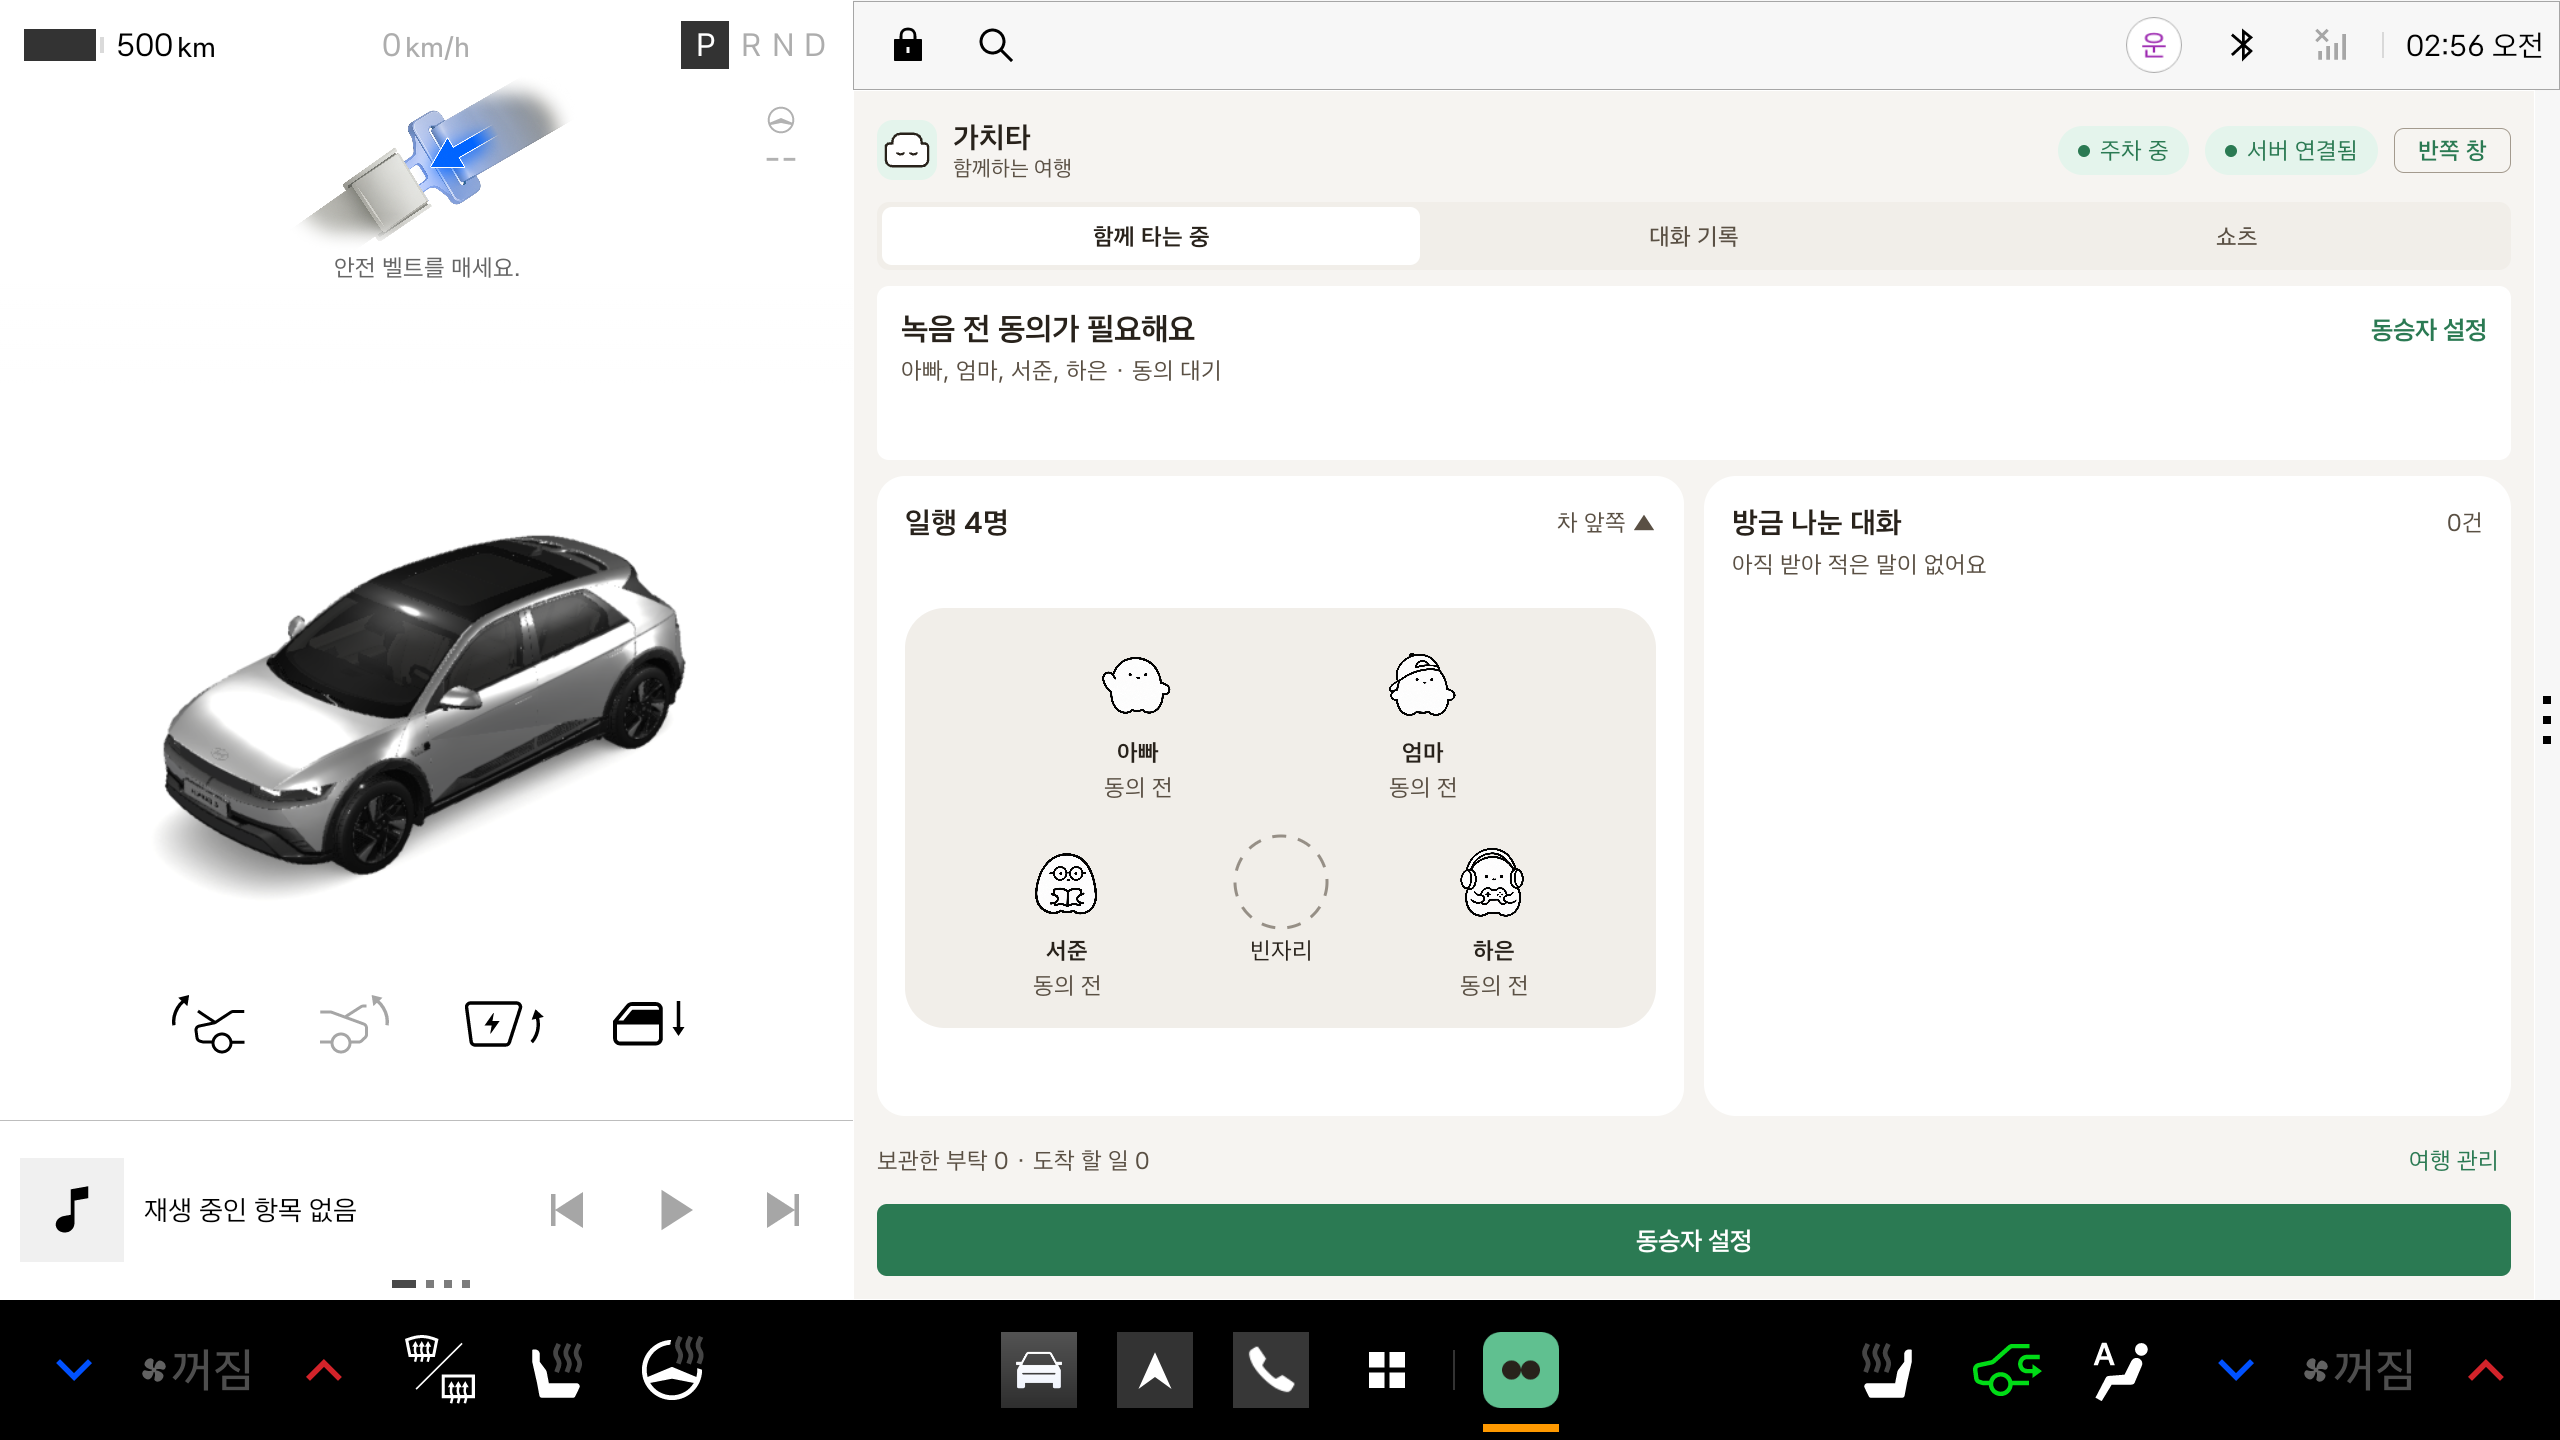 500 km
0 km/h
P R N D
안전 벨트를 매세요.
재생 중인 항목 없음
운
02:56 오전
가치타
함께하는 여행
주차 중
서버 연결됨
반쪽 창
함께 타는 중
대화 기록
쇼츠
녹음 전 동의가 필요해요
동승자 설정
아빠, 엄마, 서준, 하은 · 동의 대기
일행 4명
차 앞쪽 ▲
아빠
동의 전
엄마
동의 전
서준
동의 전
빈자리
하은
동의 전
방금 나눈 대화
0건
아직 받아 적은 말이 없어요
보관한 부탁 0 · 도착 할 일 0
여행 관리
동승자 설정
꺼짐
A
꺼짐